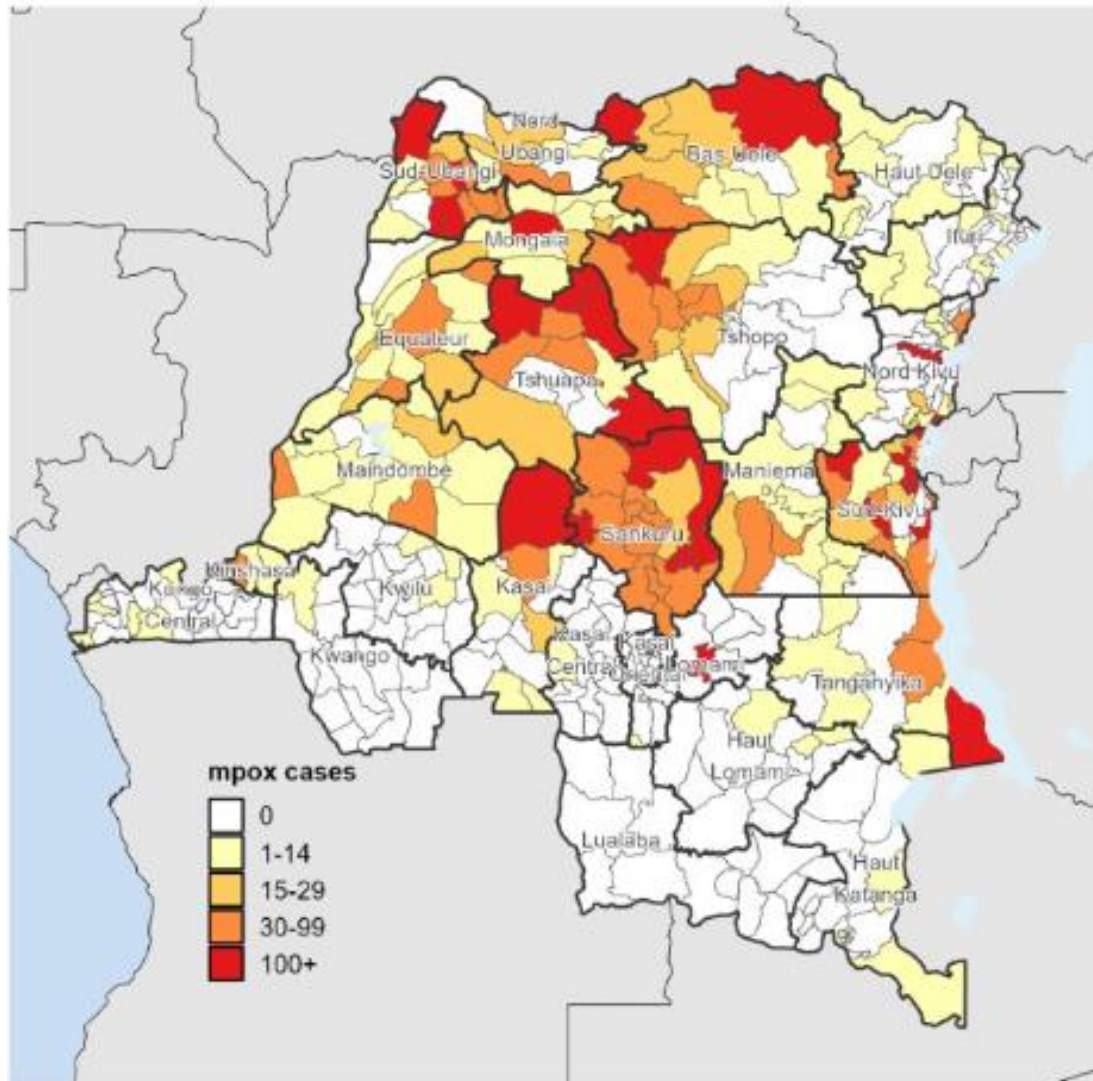 Nord
Ubangi
Sud-Ubangi
Bas Uele
Haut Uele
Ituri
Mongala
Equateur
Tshopo
Tshuapa
Nord Kivu
Maindombe
Maniema
Sankuru
Sud-Kivu
Kinshasa
Kongo
Central
Kwilu
Kasai
Kwango
Kasai
Central
Kasai
Oriental
Lomami
Tanganyika
Haut
Lomami
Lualaba
Haut
Katanga
mpox cases
0
1-14
15-29
30-99
100+